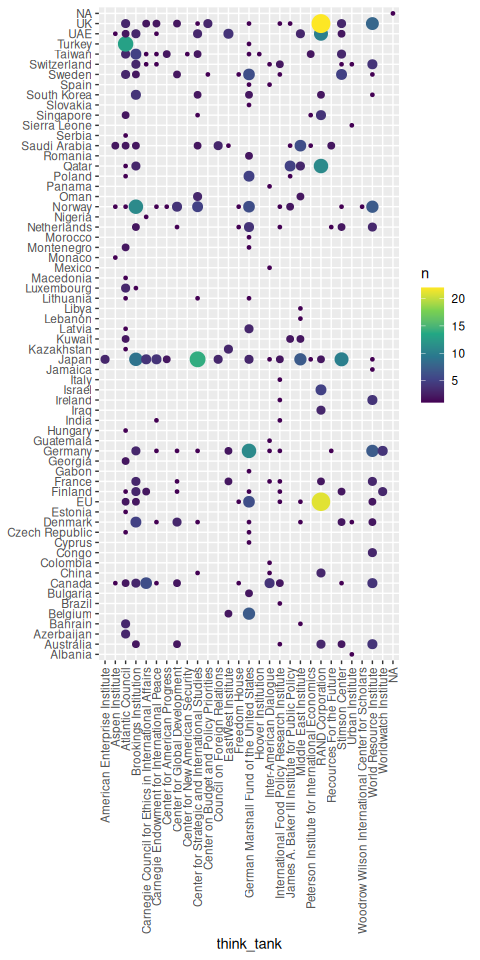 NA
UK
UAE
Turkey
Taiwan
Switzerland
Sweden
Spain
South Korea
Slovakia
Singapore
Sierra Leone
Serbia
Saudi Arabia
Romania
Qatar
Poland
Panama
Oman
Norway
Nigeria
Netherlands
Morocco
Montenegro
Monaco
Mexico
Macedonia
Luxembourg
Lithuania
Libya
Lebanon
Latvia
Kuwait
Kazakhstan
Japan
Jamaica
Italy
Israel
Ireland
Iraq
India
Hungary
Guatemala
Germany
Georgia
Gabon
France
Finland
EU
Estonia
Denmark
Czech Republic
Cyprus
Congo
Colombia
China
Canada
Bulgaria
Brazil
Belgium
Bahrain
Azerbaijan
Australia
Albania
American Enterprise Institute
Aspen Institute
Atlantic Council
Brookings Institution
Carnegie Council for Ethics in International Affairs
Carnegie Endowment for International Peace
Center for American Progress
Center for Global Development
Center for New American Security
Center for Strategic and International Studies
Center on Budget and Policy Priorities
Council on Foreign Relations
EastWest Institute
Freedom House
German Marshall Fund of the United States
Hoover Institution
Inter-American Dialogue
International Food Policy Research Institute
James A. Baker III Institute for Public Policy
Middle East Institute
Peterson Institute for International Economics
RAND Corporation
Recources For the Future
Stimson Center
Urban Institute
Woodrow Wilson International Center for Scholars
World Resource Institute
Worldwatch Institute
NA
think_tank
n
20
15
10
5